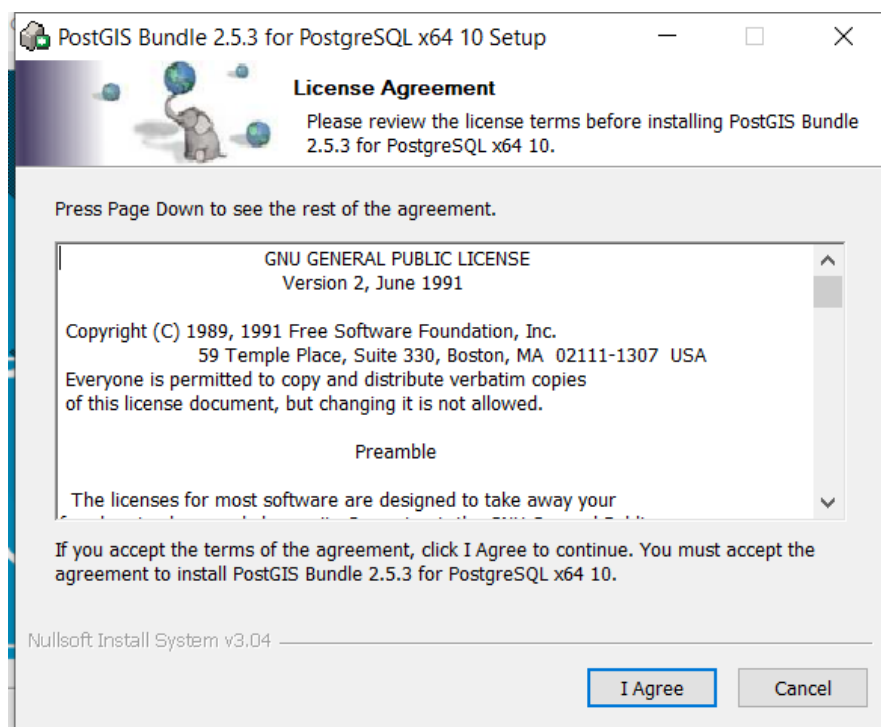 PostGIS Bundle 2.5.3 for PostgreSQL x64 10 Setup
License Agreement
Please review the license terms before installing PostGIS Bundle
2.5.3 for PostgreSQL x64 10.
Press Page Down to see the rest of the agreement.
GNU GENERAL PUBLIC LICENSE
Version 2, June 1991
Copyright (C) 1989, 1991 Free Software Foundation, Inc.
59 Temple Place, Suite 330, Boston, MA 02111-1307 USA
Everyone is permitted to copy and distribute verbatim copies
of this license document, but changing it is not allowed.
Preamble
The licenses for most software are designed to take away your
If you accept the terms of the agreement, click I Agree to continue. You must accept the
agreement to install PostGIS Bundle 2.5.3 for PostgreSQL x64 10.
Nullsoft Install System v3.04
I Agree
Cancel